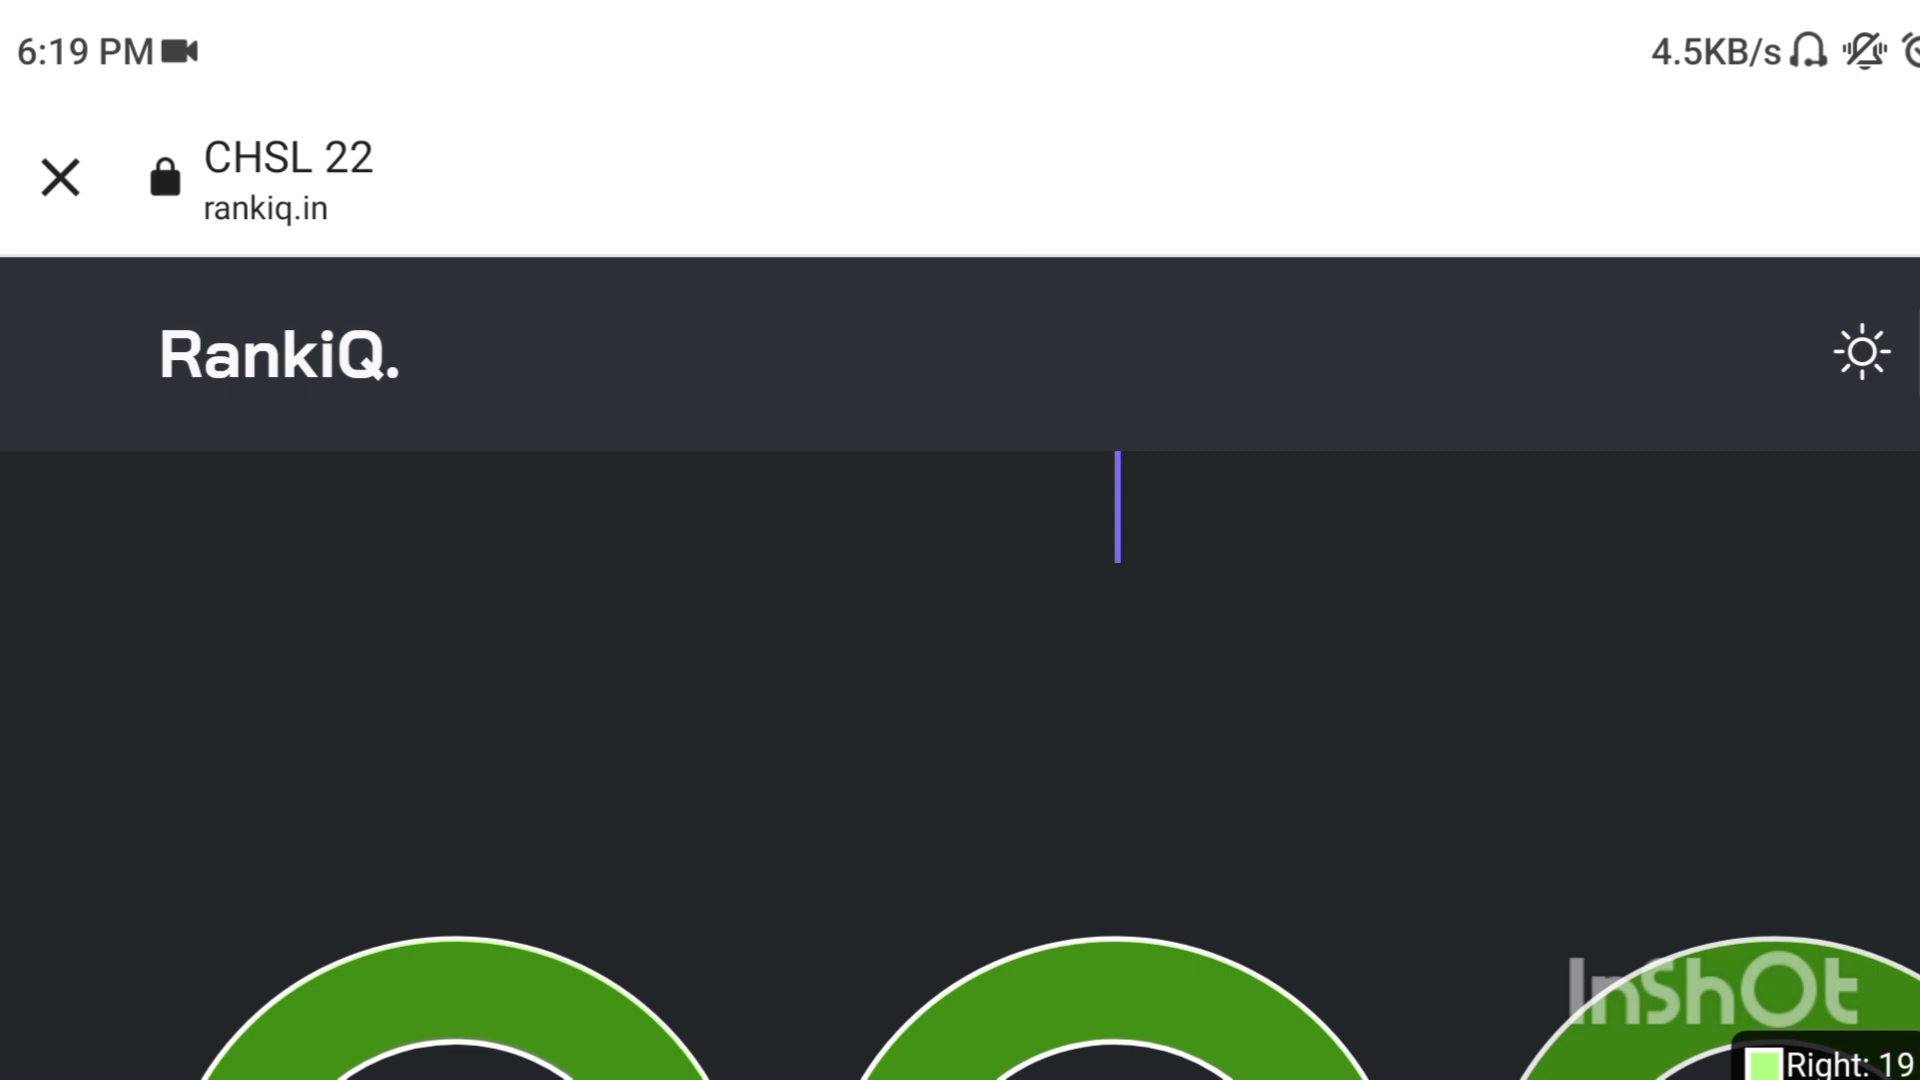 6:19 PM
4.5KB/s
CHSL 22
rankiq.in
RankiQ.
InShOt
Right: 19